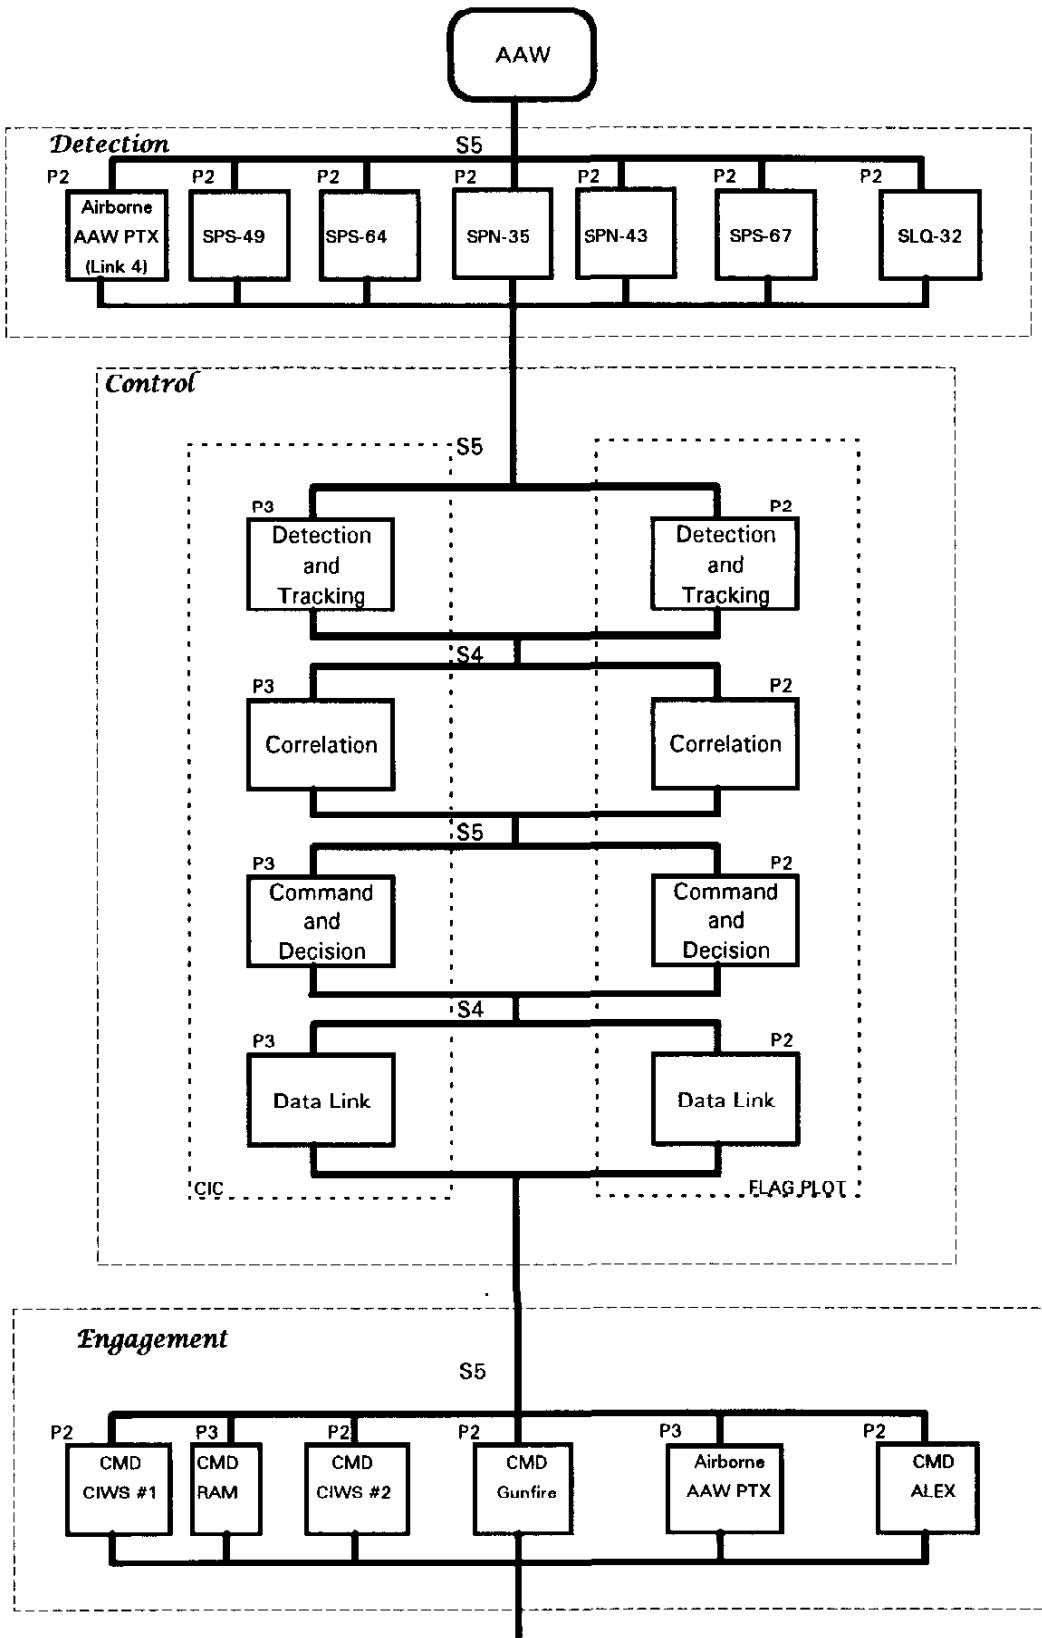 AAW
Detection
S5
P2
P2
P2
P2
P2
P2
P2
Airborne
AAW PTX
(Link 4)
SPS-49
SPS-64
SPN-35
SPN-43
SPS-67
SLQ-32
Control
S5
P3
P2
Detection
and
Tracking
Detection
and
Tracking
S4
P3
P2
Correlation
Correlation
S5
P3
P2
Command
and
Decision
Command
and
Decision
S4
P3
P2
Data Link
Data Link
CIC
FLAG PLOT
Engagement
S5
P2
P3
P2
P2
P3
P2
CMD
CIWS #1
CMD
RAM
CMD
CIWS #2
CMD
Gunfire
Airborne
AAW PTX
CMD
ALEX